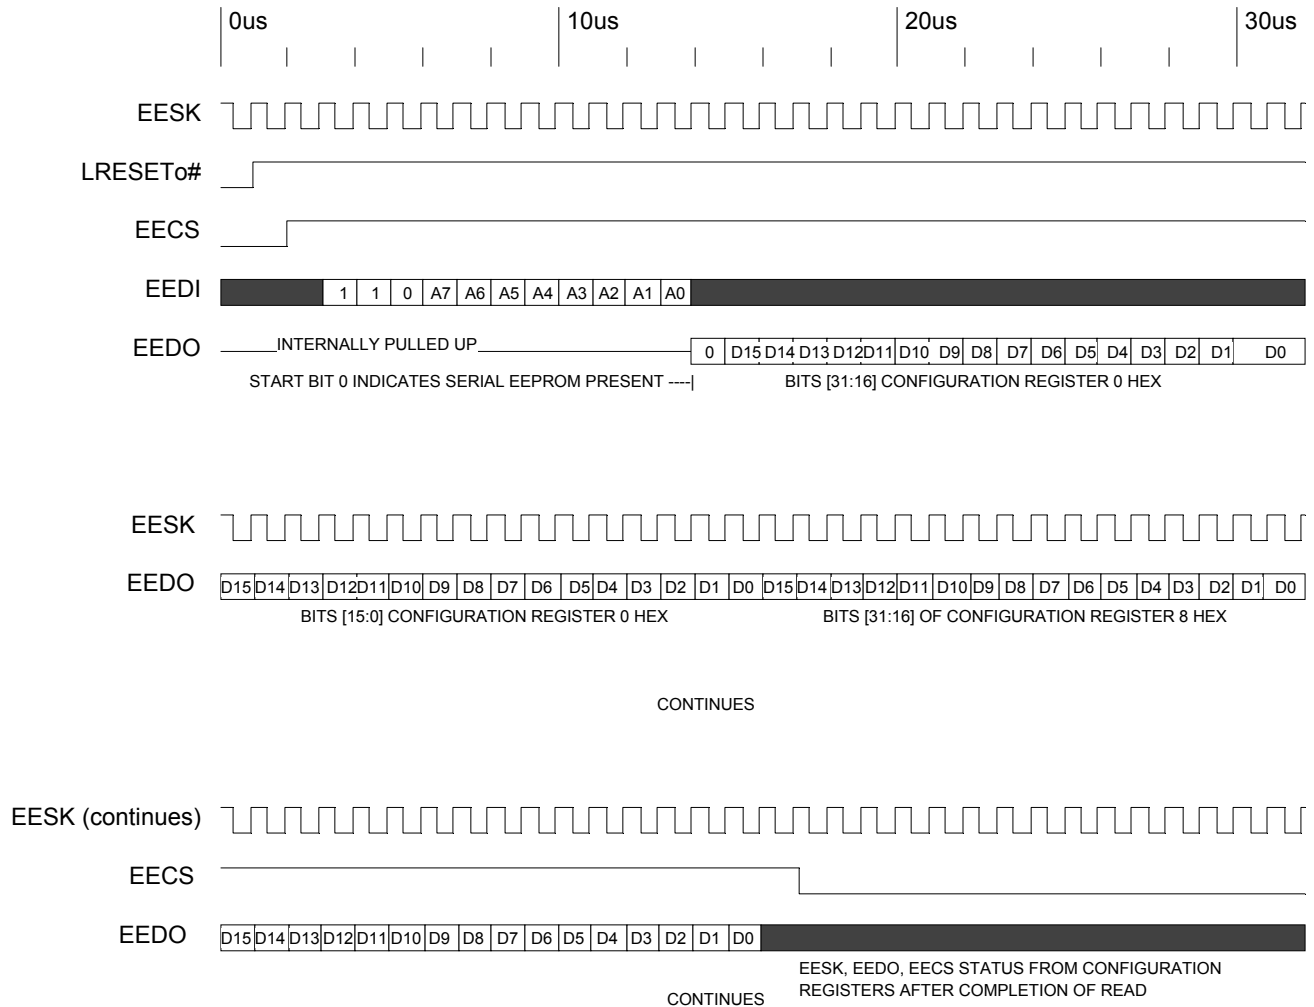 0us 10us 20us 30us
EESK
LRESETo#
EECS
EEDI 1 1 0 A7 A6 A5 A4 A3 A2 A1 A0
EEDO INTERNALLY PULLED UP 0 D15 D14 D13 D12 D11 D10 D9 D8 D7 D6 D5 D4 D3 D2 D1 D0
START BIT 0 INDICATES SERIAL EEPROM PRESENT ----| BITS [31:16] CONFIGURATION REGISTER 0 HEX
EESK
EEDO D15 D14 D13 D12 D11 D10 D9 D8 D7 D6 D5 D4 D3 D2 D1 D0 D15 D14 D13 D12 D11 D10 D9 D8 D7 D6 D5 D4 D3 D2 D1 D0
BITS [15:0] CONFIGURATION REGISTER 0 HEX BITS [31:16] OF CONFIGURATION REGISTER 8 HEX
CONTINUES
EESK (continues)
EECS
EEDO D15 D14 D13 D12 D11 D10 D9 D8 D7 D6 D5 D4 D3 D2 D1 D0
EESK, EEDO, EECS STATUS FROM CONFIGURATION
REGISTERS AFTER COMPLETION OF READ
CONTINUES